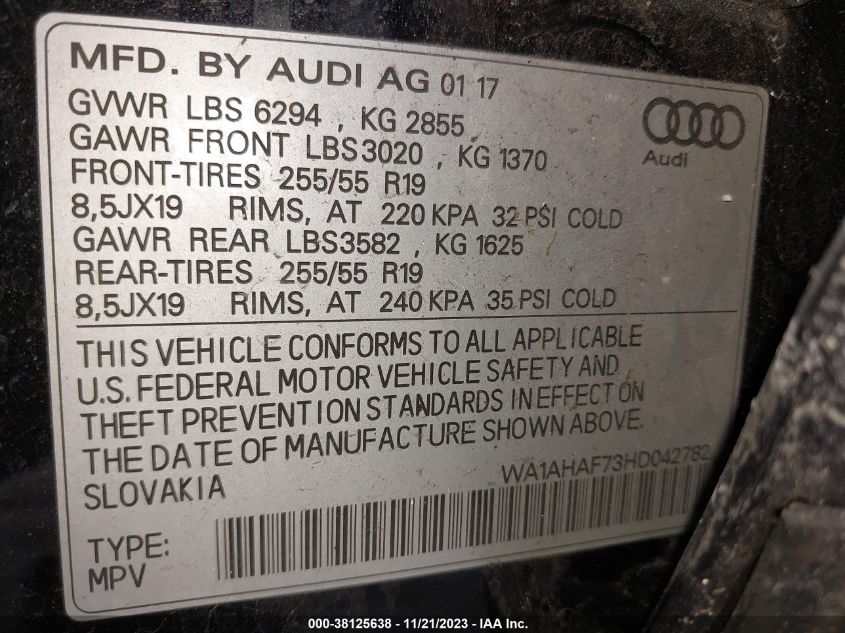 MFD. BY AUDI AG 01 17
GVWR LBS 6294 , KG 2855
GAWR FRONT LBS3020 , KG 1370
FRONT-TIRES 255/55 R19
8,5JX19 RIMS, AT 220 KPA 32 PSI COLD
GAWR REAR LBS3582 , KG 1625
REAR-TIRES 255/55 R19
8,5JX19 RIMS, AT 240 KPA 35 PSI COLD
Audi
THIS VEHICLE CONFORMS TO ALL APPLICABLE
U.S. FEDERAL MOTOR VEHICLE SAFETY AND
THEFT PREVENTION STANDARDS IN EFFECT ON
THE DATE OF MANUFACTURE SHOWN ABOVE.
SLOVAKIA
WA1AHAF73HD042782
TYPE:
MPV
000-38125638 - 11/21/2023 - IAA Inc.